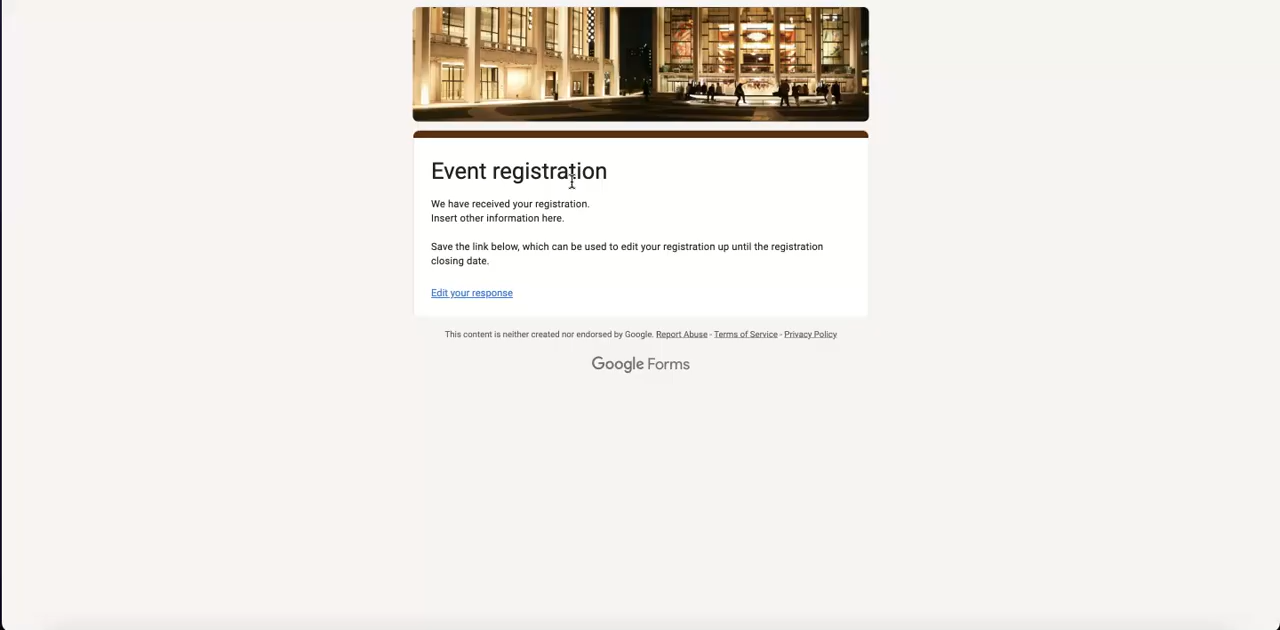 Event registration
We have received your registration.
Insert other information here.
Save the link below, which can be used to edit your registration up until the registration
closing date.
Edit your response
This content is neither created nor endorsed by Google. Report Abuse - Terms of Service - Privacy Policy
Google Forms